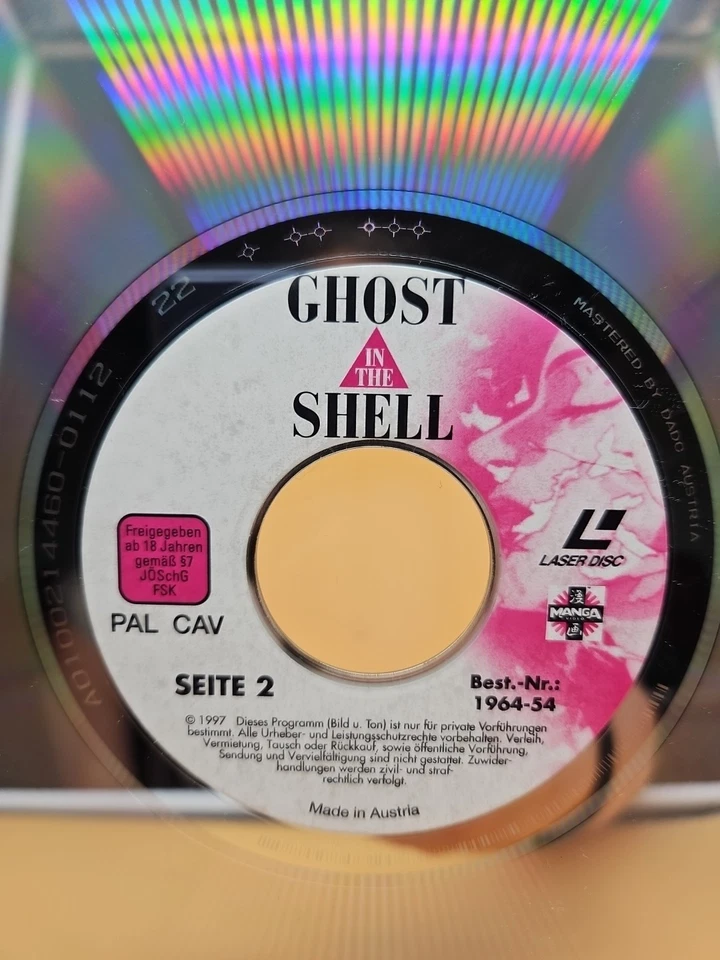 GHOST
IN
THE
SHELL
22
MASTERED BY DADC AUSTRIA
A0100214460-0112
Freigegeben
ab 18 Jahren
gemäß §7
JÖSchG
FSK
PAL CAV
LASER DISC
漫
MANGA
VIDEO
画
SEITE 2
Best.-Nr.:
1964-54
© 1997 Dieses Programm (Bild u. Ton) ist nur für private Vorführungen
bestimmt. Alle Urheber- und Leistungsschutzrechte vorbehalten. Verleih,
Vermietung, Tausch oder Rückkauf, sowie öffentliche Vorführung,
Sendung und Vervielfältigung sind nicht gestattet. Zuwider-
handlungen werden zivil- und straf-
rechtlich verfolgt.
Made in Austria